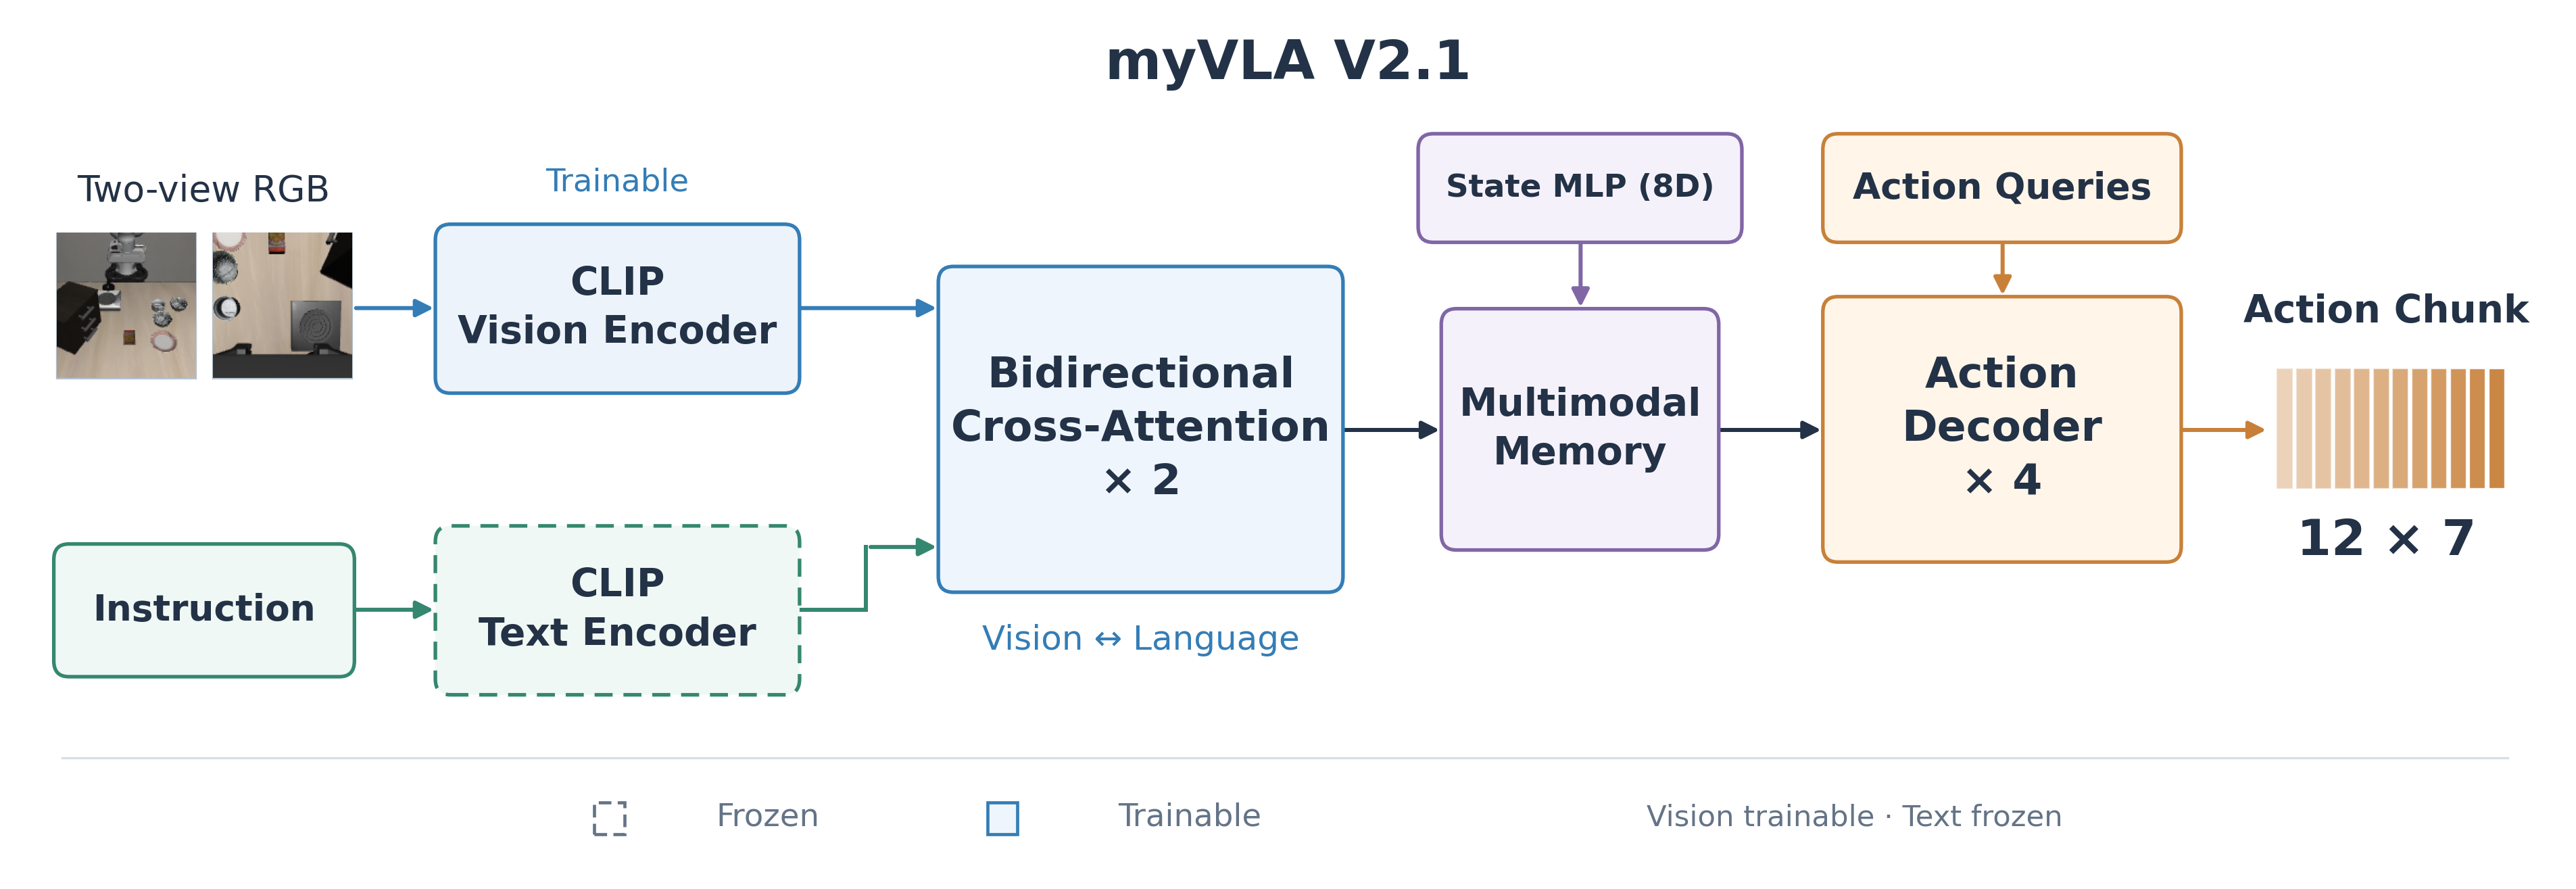 myVLA V2.1
Two-view RGB
Trainable
CLIP
Vision Encoder
Instruction
CLIP
Text Encoder
Bidirectional
Cross-Attention
× 2
Vision ↔ Language
State MLP (8D)
Multimodal
Memory
Action Queries
Action
Decoder
× 4
Action Chunk
12 × 7
Frozen
Trainable
Vision trainable · Text frozen